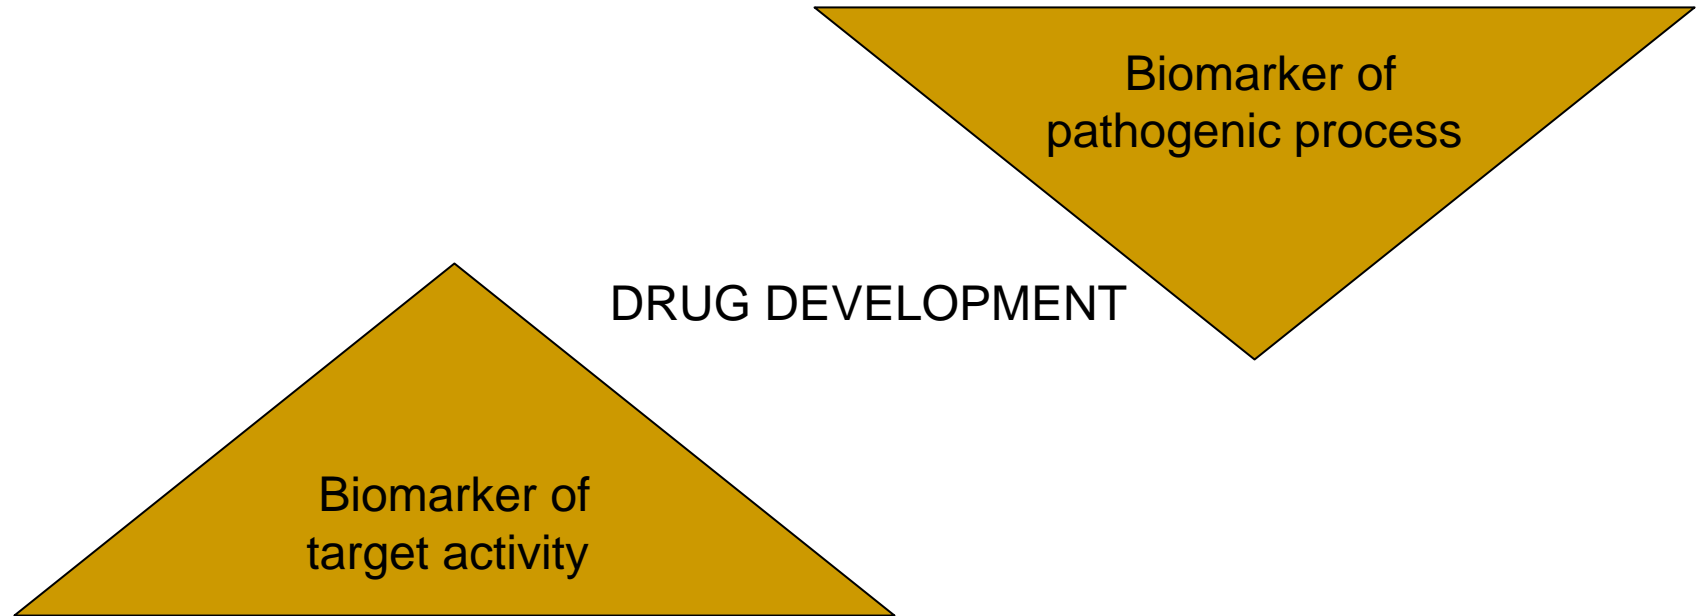 Biomarker of
pathogenic process
DRUG DEVELOPMENT
Biomarker of
target activity